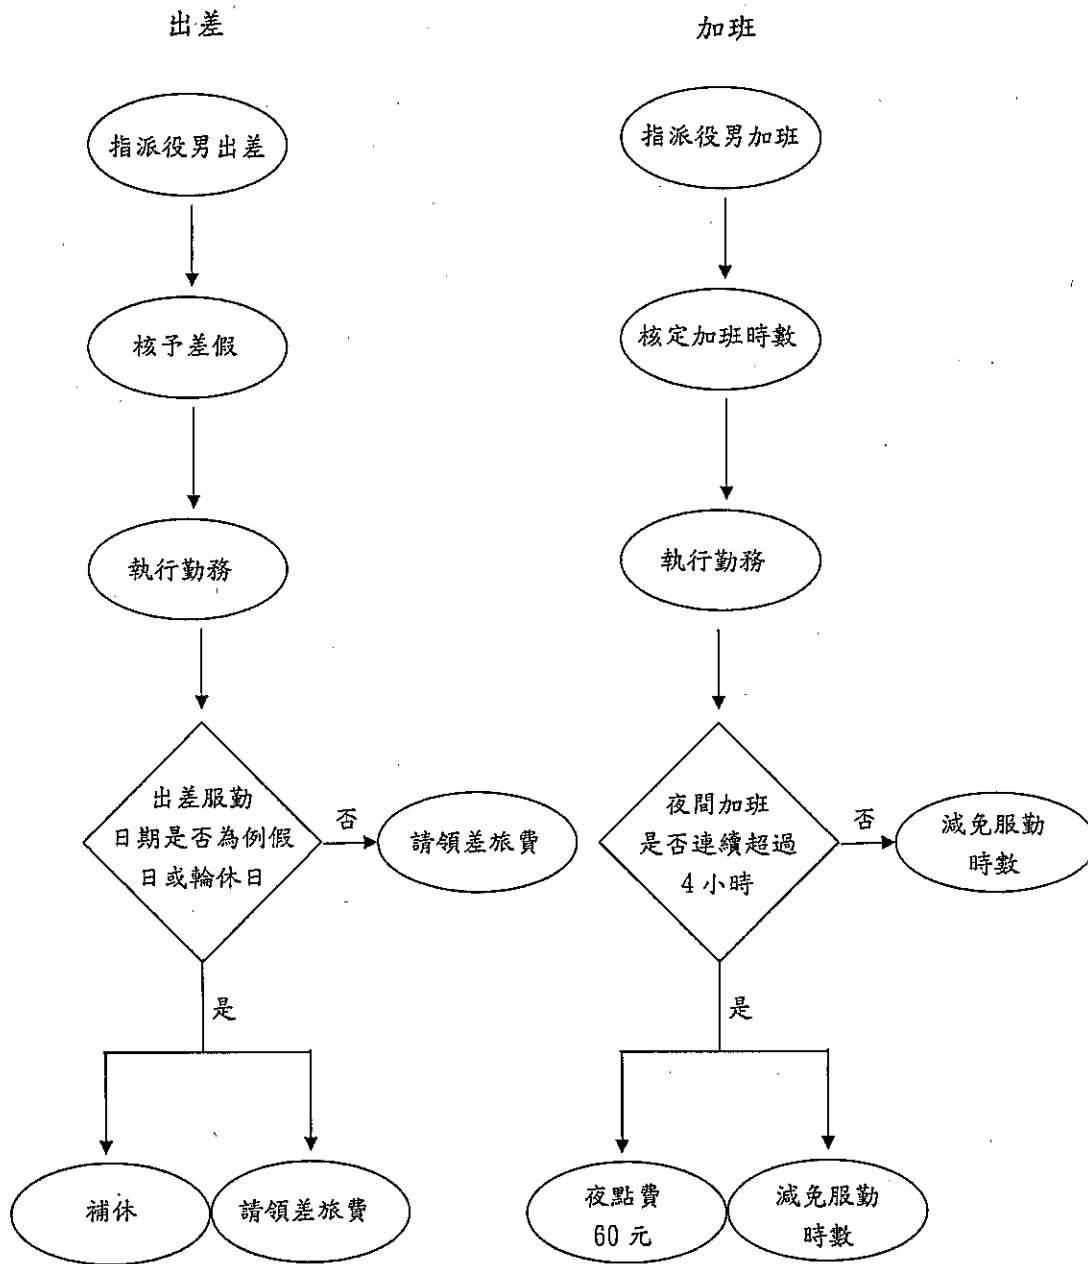 出差
指派役男出差
核予差假
執行勤務
出差服勤
日期是否為例假
日或輪休日
否
請領差旅費
是
補休
請領差旅費
加班
指派役男加班
核定加班時數
執行勤務
夜間加班
是否連續超過
4小時
否
減免服勤
時數
是
夜點費
60元
減免服勤
時數